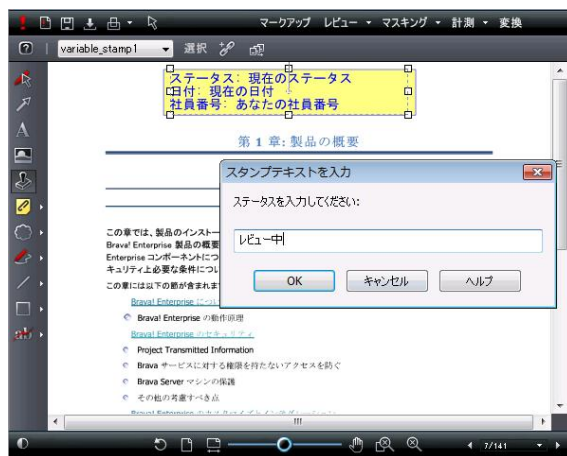 マークアップ レビュー マスキング 計測 変換
variable_stamp1 選択
ステータス: 現在のステータス
日付: 現在の日付
社員番号: あなたの社員番号
第 1 章: 製品の概要
スタンプテキストを入力
ステータスを入力してください:
レビュー中
OK キャンセル ヘルプ
この章では、製品のインストー
Brava! Enterprise 製品の概要
Enterprise コンポーネントにつ
キュリティ上必要な条件につい
この章には以下の節が含まれま
Brava! Enterprise につい
Brava! Enterprise の動作原理
Brava! Enterprise のセキュリティ
Project Transmitted Information
Brava サービスに対する権限を持たないアクセスを防ぐ
Brava Server マシンの保護
その他の考慮すべき点
7/141